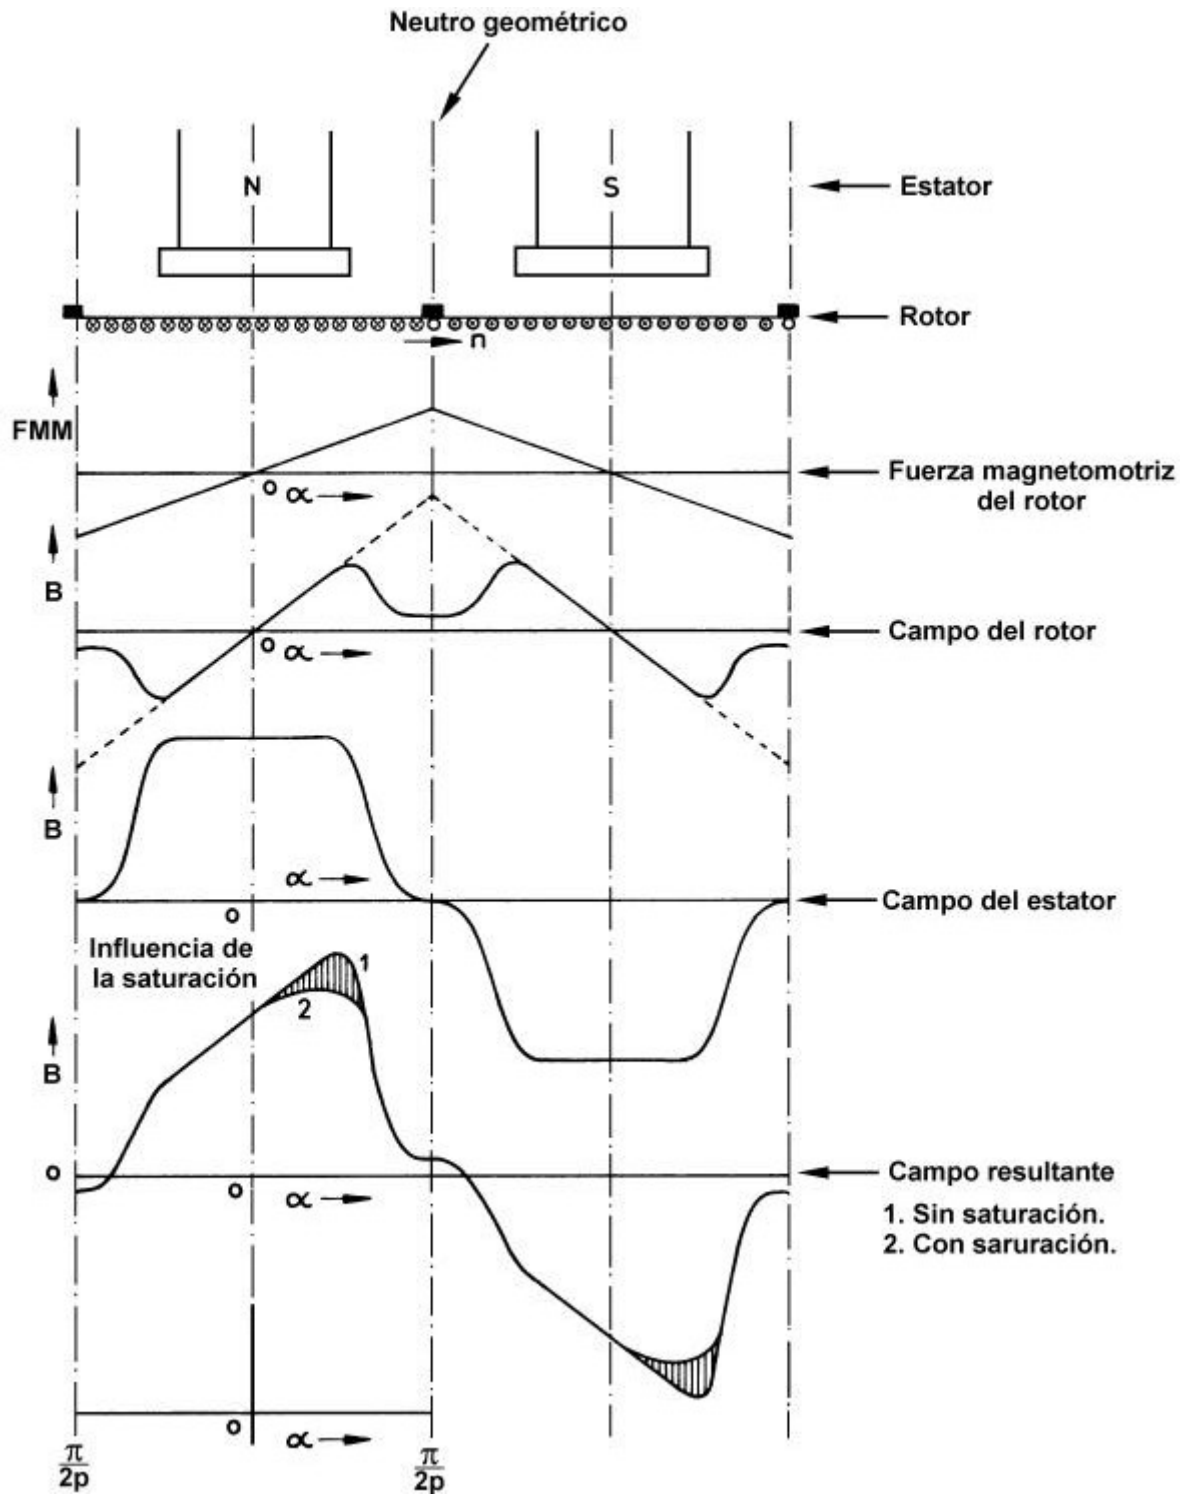 Neutro geométrico
N
S
Estator
Rotor
n
FMM
Fuerza magnetomotriz
del rotor
o α
B
Campo del rotor
o α
B
α
Campo del estator
o
Influencia de
la saturación
1
2
B
o
Campo resultante
o α
1. Sin saturación.
2. Con saruración.
o α
π/2p
π/2p